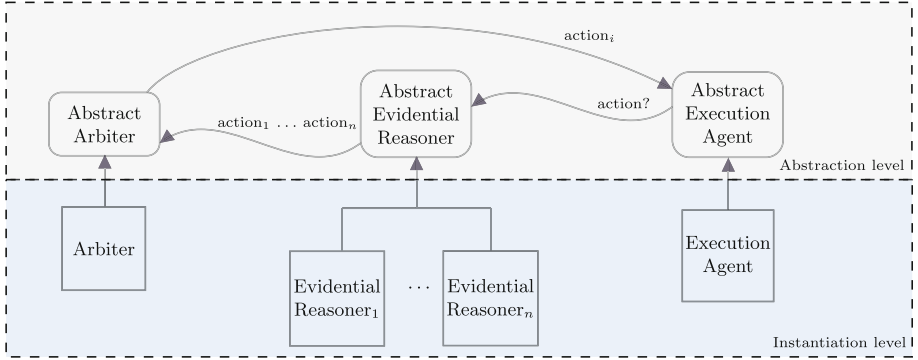 action_i
Abstract
Arbiter
action_1 … action_n
Abstract
Evidential
Reasoner
action?
Abstract
Execution
Agent
Abstraction level
Arbiter
Evidential
Reasoner_1
…
Evidential
Reasoner_n
Execution
Agent
Instantiation level